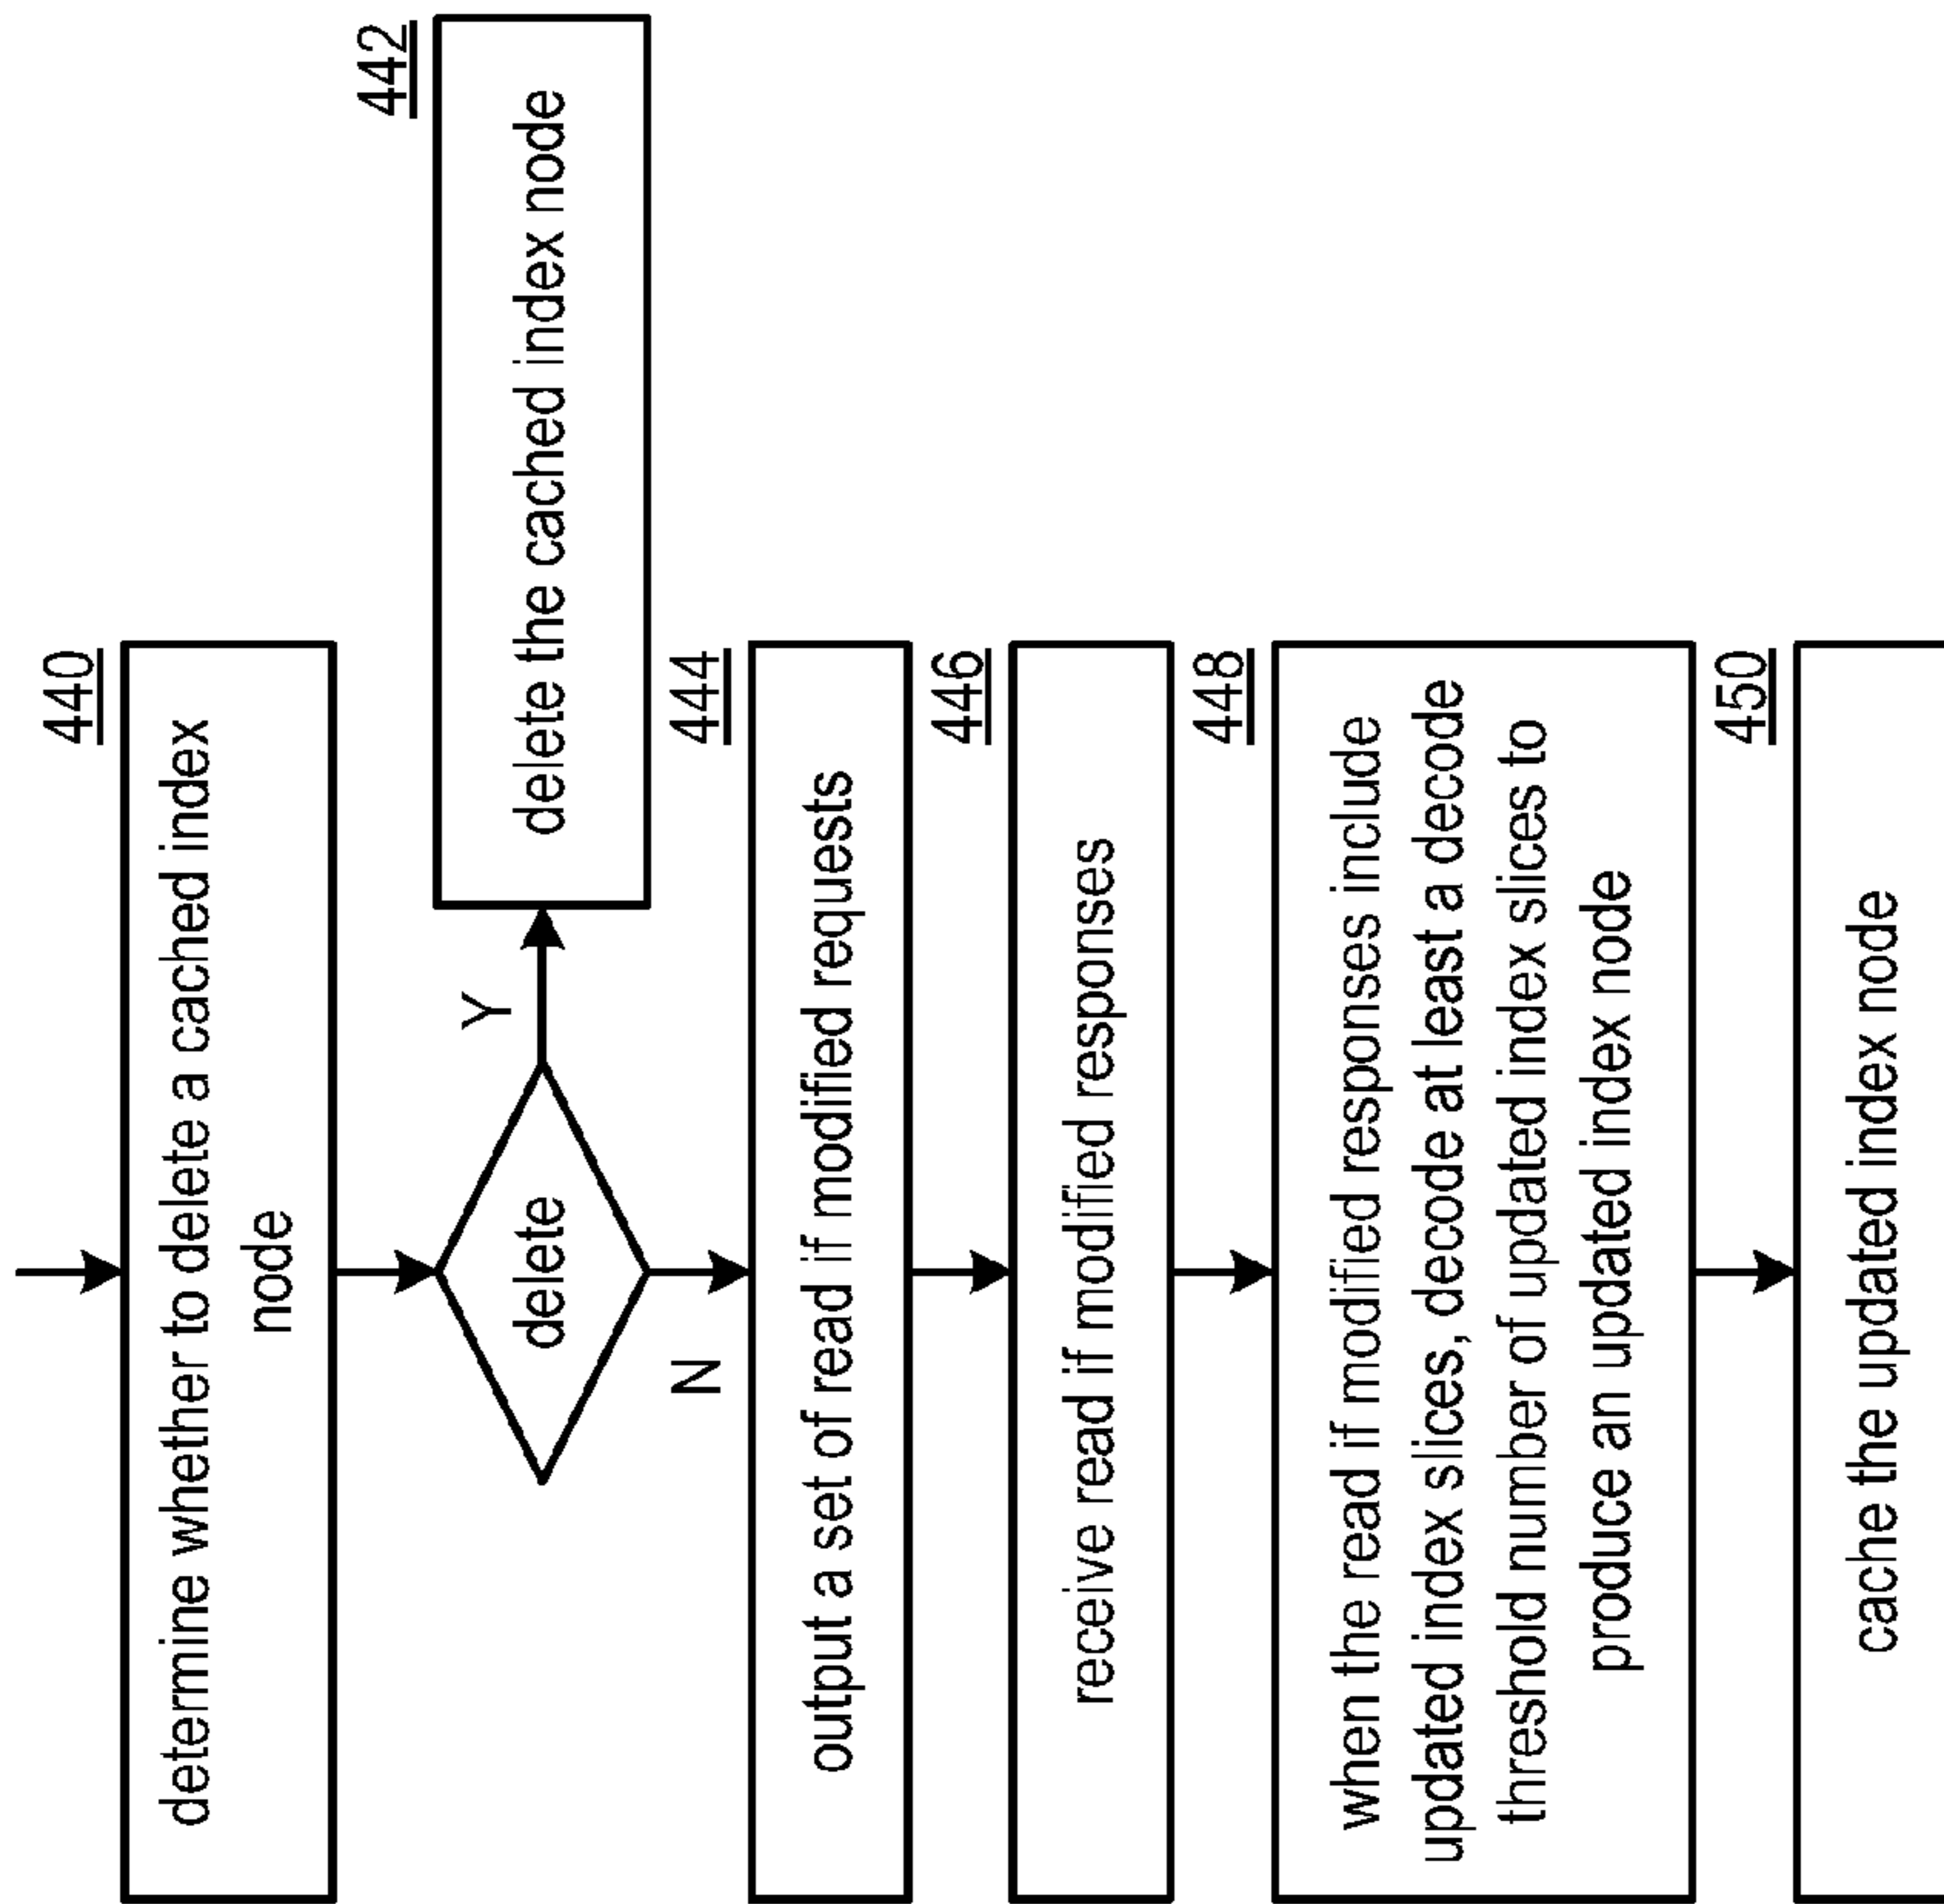 440
determine whether to delete a cached index
node
442
delete
Y
delete the cached index node
N
444
output a set of read if modified requests
446
receive read if modified responses
448
when the read if modified responses include
updated index slices, decode at least a decode
threshold number of updated index slices to
produce an updated index node
450
cache the updated index node